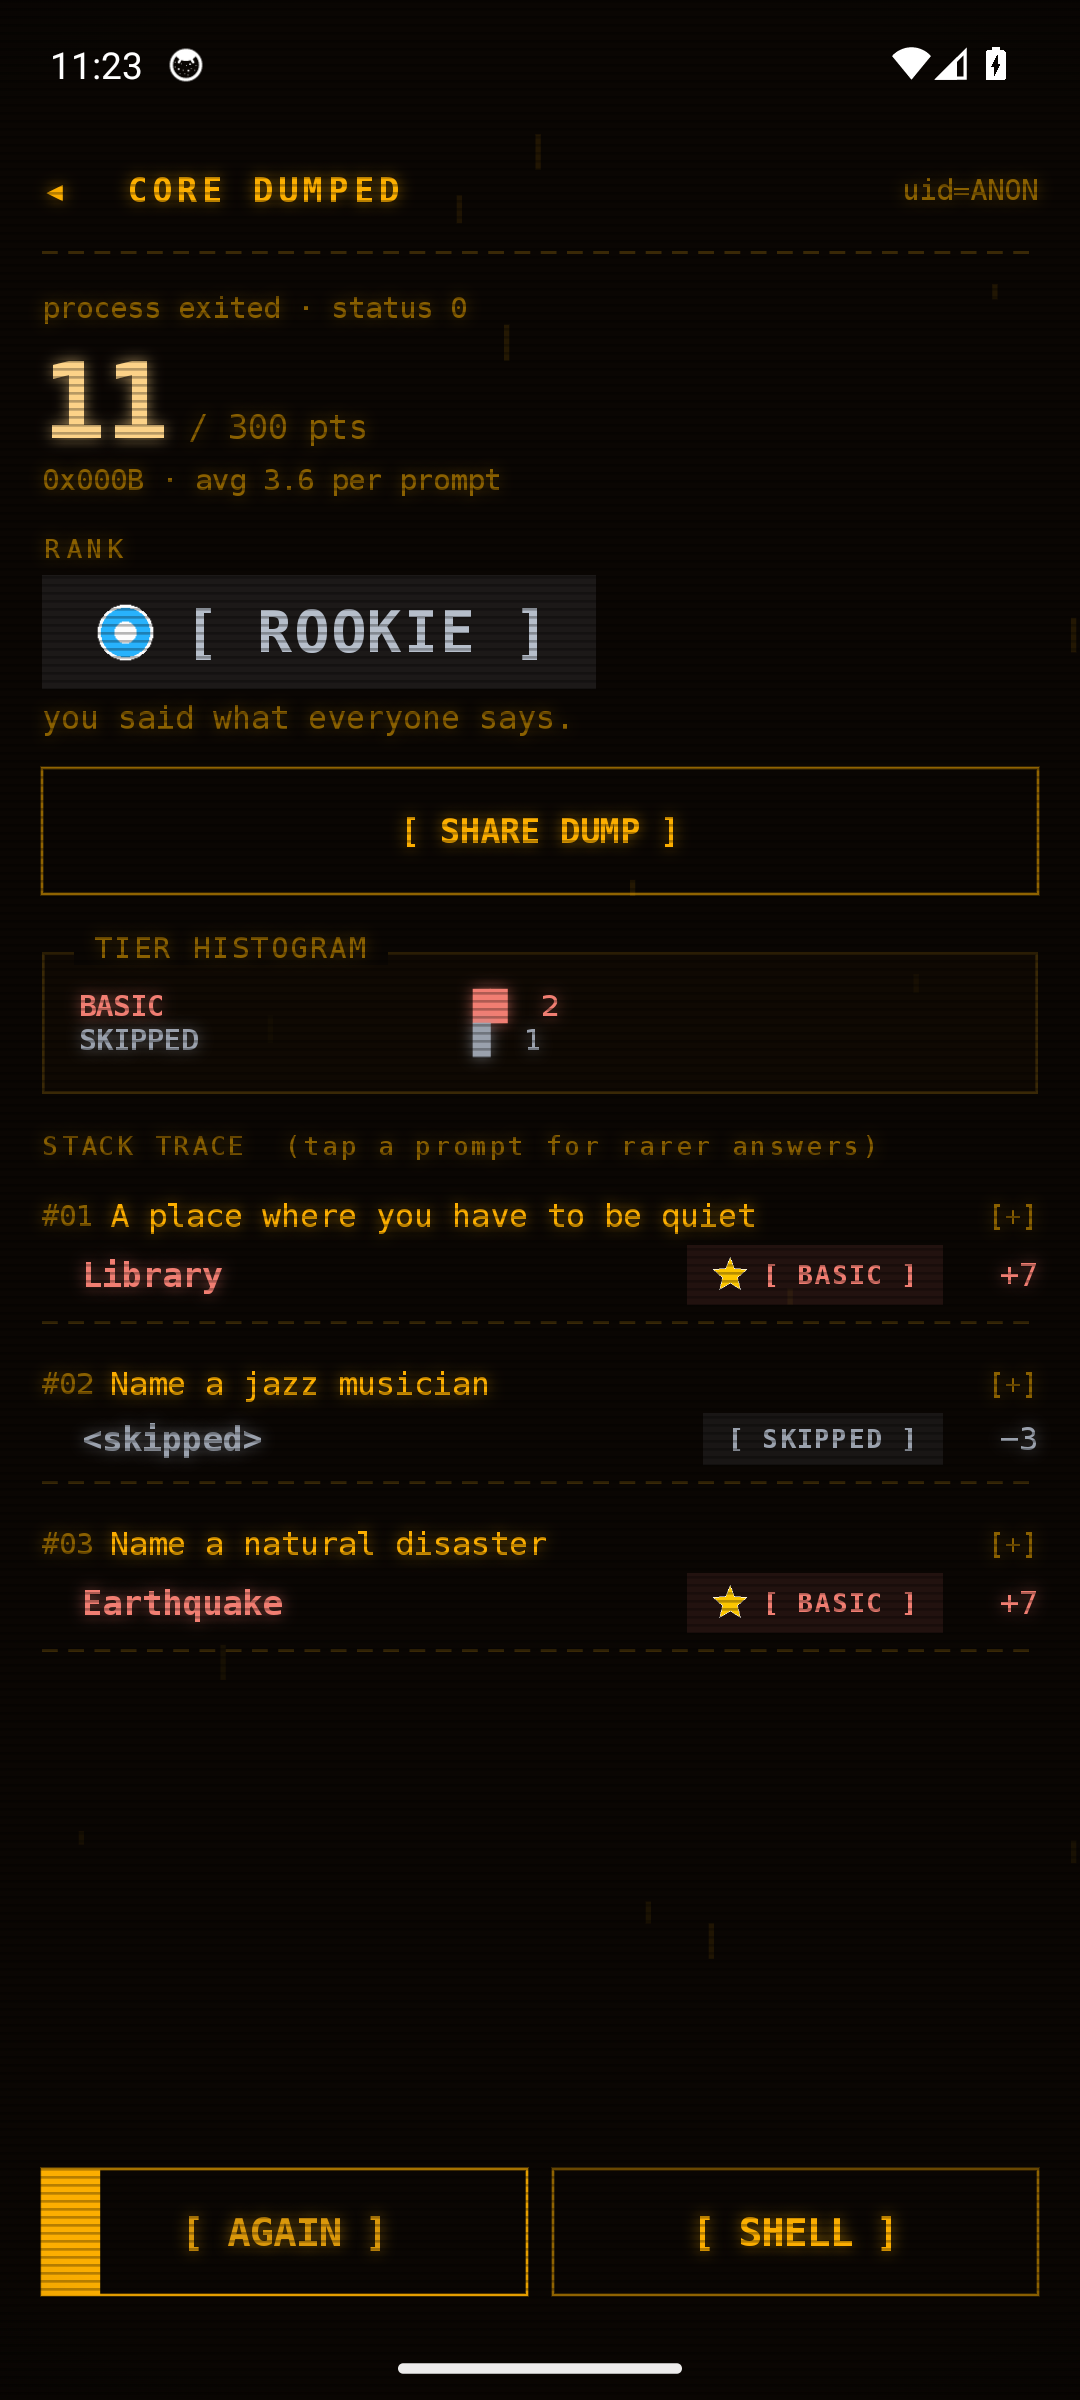 11:23
◂ CORE DUMPED uid=ANON
process exited · status 0
11 / 300 pts
0x000B · avg 3.6 per prompt
RANK
[ ROOKIE ]
you said what everyone says.
[ SHARE DUMP ]
TIER HISTOGRAM
BASIC 2
SKIPPED 1
STACK TRACE (tap a prompt for rarer answers)
#01 A place where you have to be quiet [+]
Library [ BASIC ] +7
#02 Name a jazz musician [+]
<skipped> [ SKIPPED ] −3
#03 Name a natural disaster [+]
Earthquake [ BASIC ] +7
[ AGAIN ] [ SHELL ]